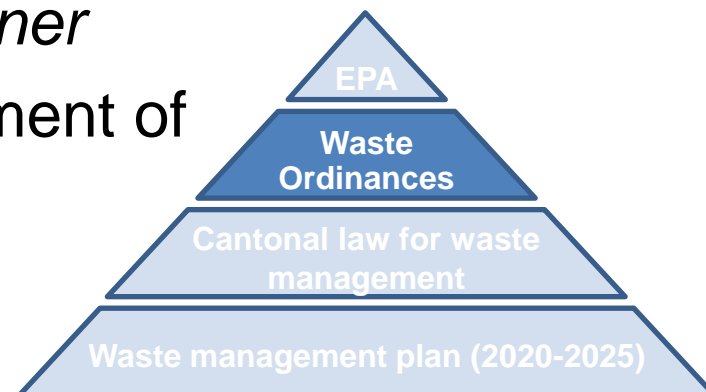 ner
ment of
EPA
Waste
Ordinances
Cantonal law for waste
management
Waste management plan (2020-2025)